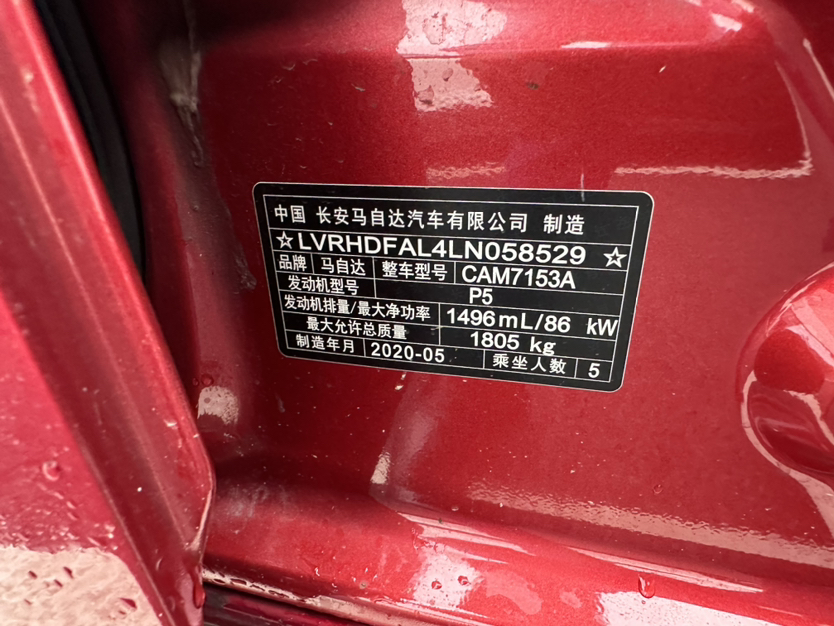 中国 长安马自达汽车有限公司 制造
☆LVRHDFAL4LN058529☆
品牌 马自达 整车型号 CAM7153A
发动机型号 P5
发动机排量/最大净功率 1496mL/86 kW
最大允许总质量 1805 kg
制造年月 2020-05 乘坐人数 5